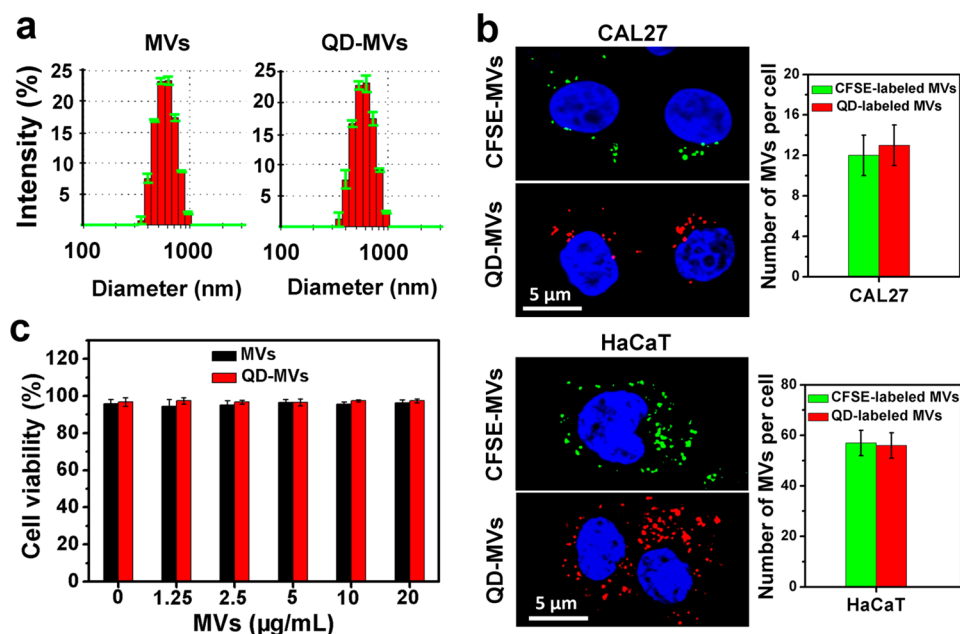 a
MVs
QD-MVs
Intensity (%)
25
20
15
10
5
100
1000
Diameter (nm)
25
20
15
10
5
100
1000
Diameter (nm)
b
CAL27
CFSE-MVs
QD-MVs
5 μm
Number of MVs per cell
20
16
12
8
4
0
CFSE-labeled MVs
QD-labeled MVs
CAL27
HaCaT
CFSE-MVs
QD-MVs
5 μm
Number of MVs per cell
80
60
40
20
0
CFSE-labeled MVs
QD-labeled MVs
HaCaT
c
Cell viability (%)
120
100
80
60
40
20
0
MVs
QD-MVs
0 1.25 2.5 5 10 20
MVs (μg/mL)